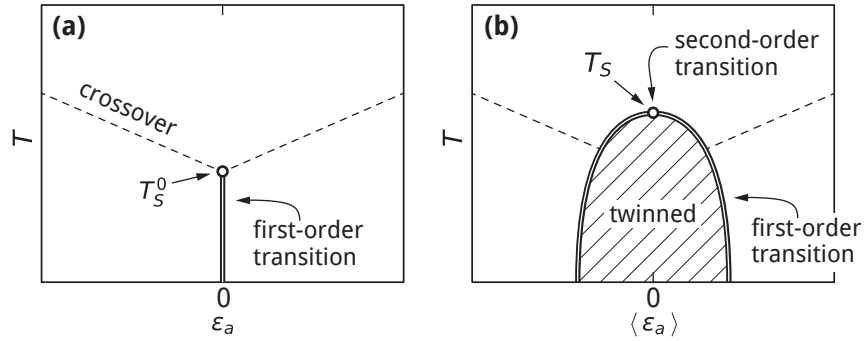 (a)
crossover
T
T_S^0
first-order
transition
0
ε_a
(b)
second-order
transition
T_S
T
twinned
first-order
transition
0
⟨ε_a⟩